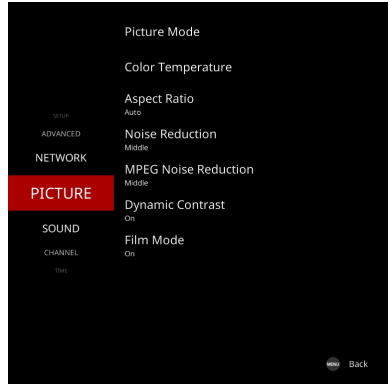 SETUP
ADVANCED
NETWORK
PICTURE
SOUND
CHANNEL
TIME
Picture Mode
Color Temperature
Aspect Ratio
Auto
Noise Reduction
Middle
MPEG Noise Reduction
Middle
Dynamic Contrast
On
Film Mode
On
MENU Back